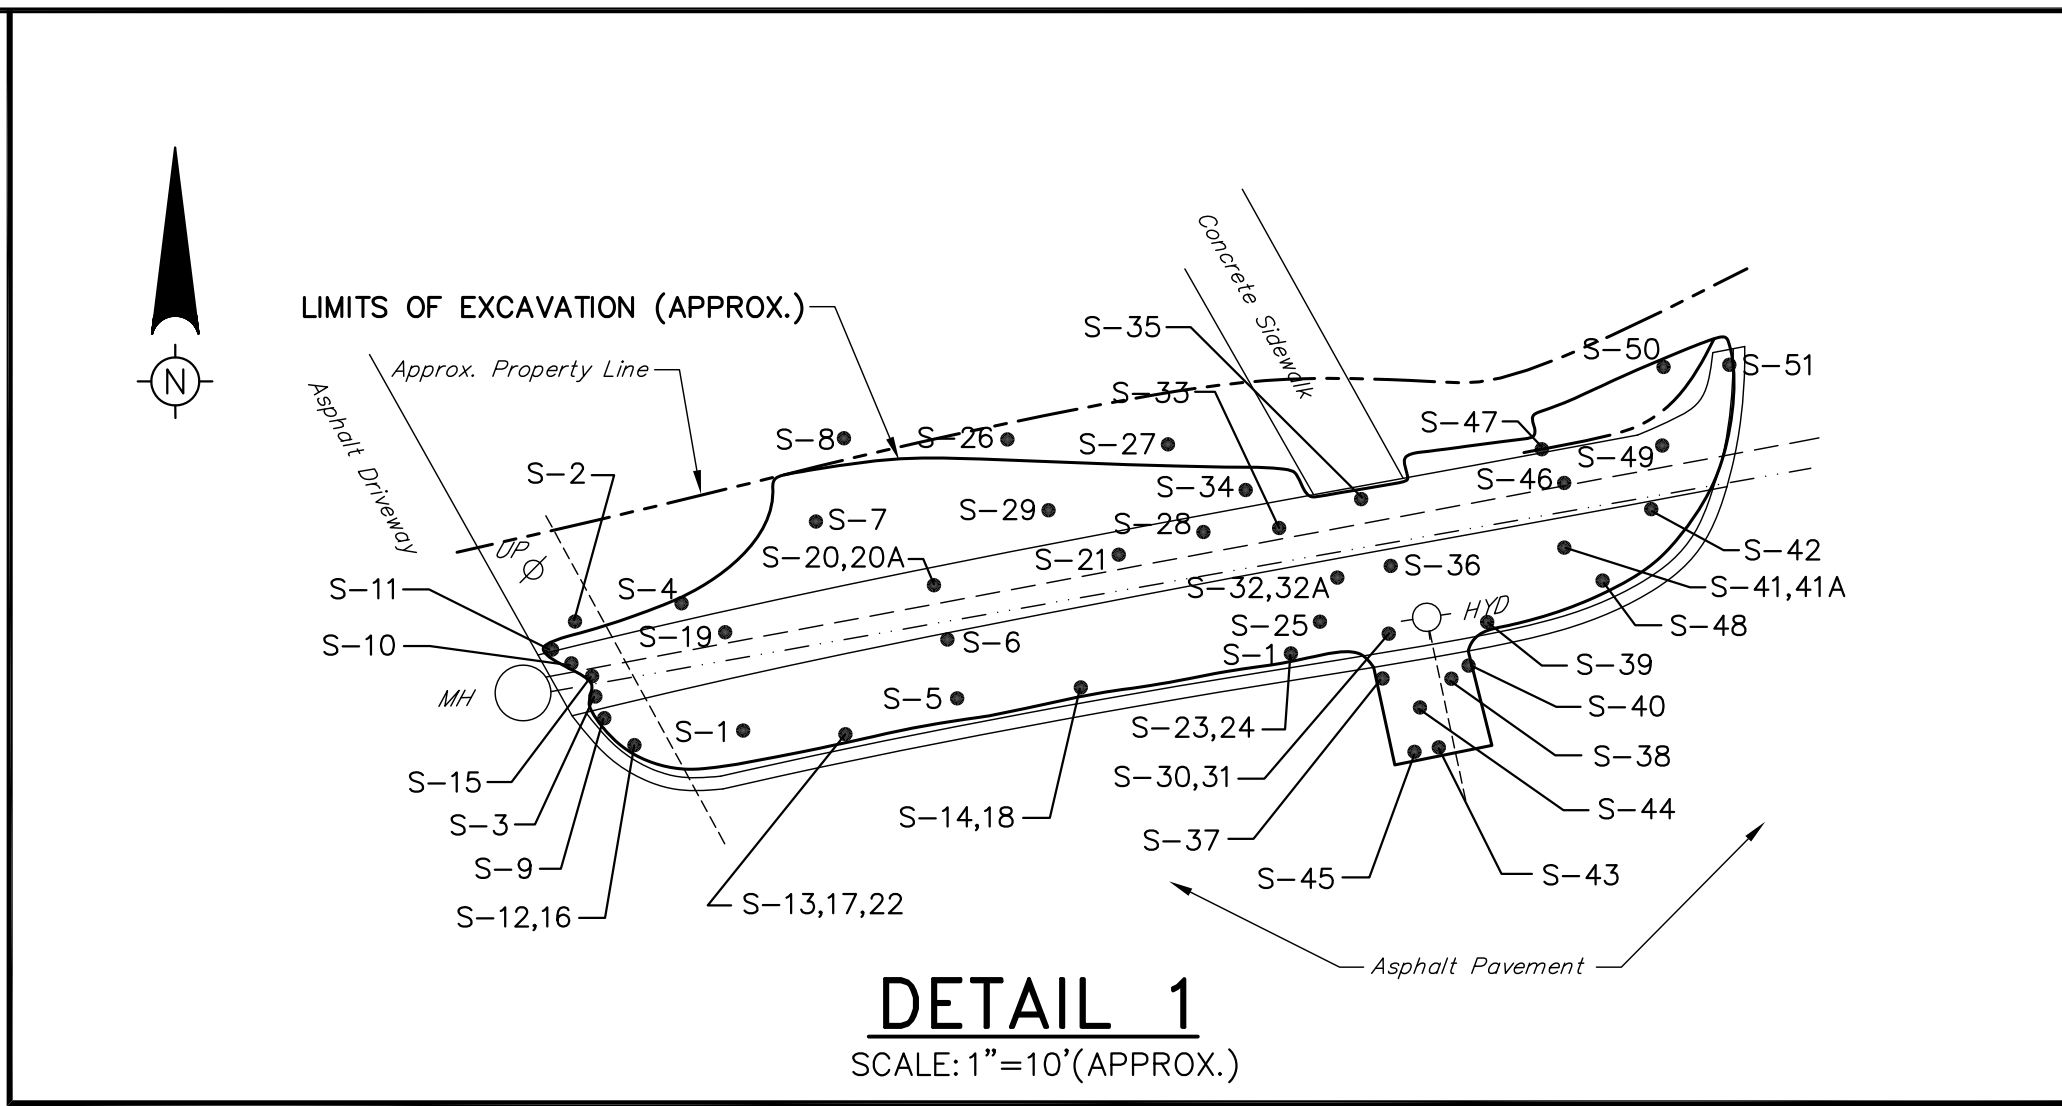 Concrete Sidewalk
LIMITS OF EXCAVATION (APPROX.)
S-35
S-50
S-51
Approx. Property Line
N
Asphalt Driveway
S-33
S-47
S-8
S-26
S-27
S-49
S-2
S-34
S-46
S-7
S-29
S-28
UP
S-20,20A
S-21
S-42
S-11
S-4
S-32,32A
S-36
S-41,41A
HYD
S-19
S-6
S-25
S-48
S-10
S-1
S-39
MH
S-5
S-40
S-1
S-23,24
S-15
S-30,31
S-38
S-3
S-14,18
S-44
S-37
S-9
S-45
S-43
S-12,16
S-13,17,22
Asphalt Pavement
DETAIL 1
SCALE: 1"=10'(APPROX.)